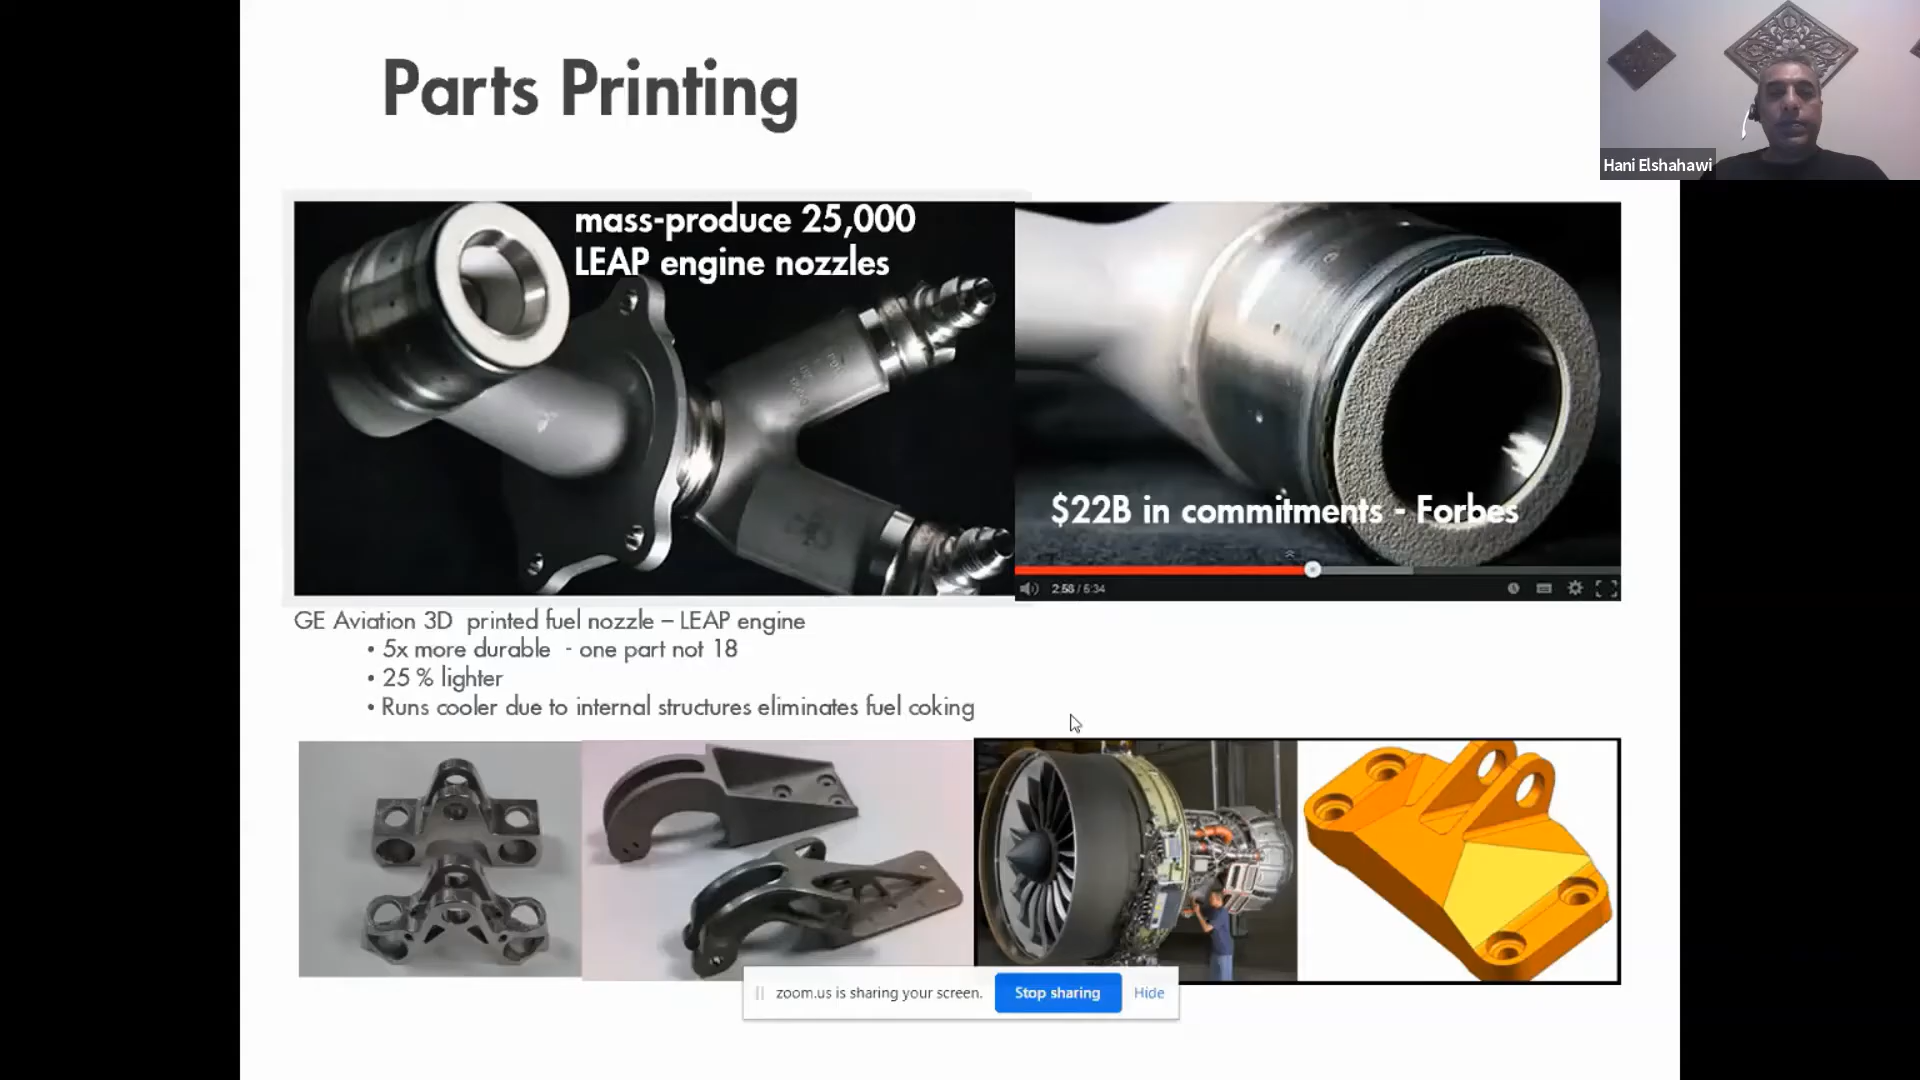 Parts Printing
Hani Elshahawi
mass-produce 25,000
LEAP engine nozzles
$22B in commitments - Forbes
2:58 / 5:34
GE Aviation 3D printed fuel nozzle – LEAP engine
• 5x more durable - one part not 18
• 25 % lighter
• Runs cooler due to internal structures eliminates fuel coking
zoom.us is sharing your screen.
Stop sharing
Hide